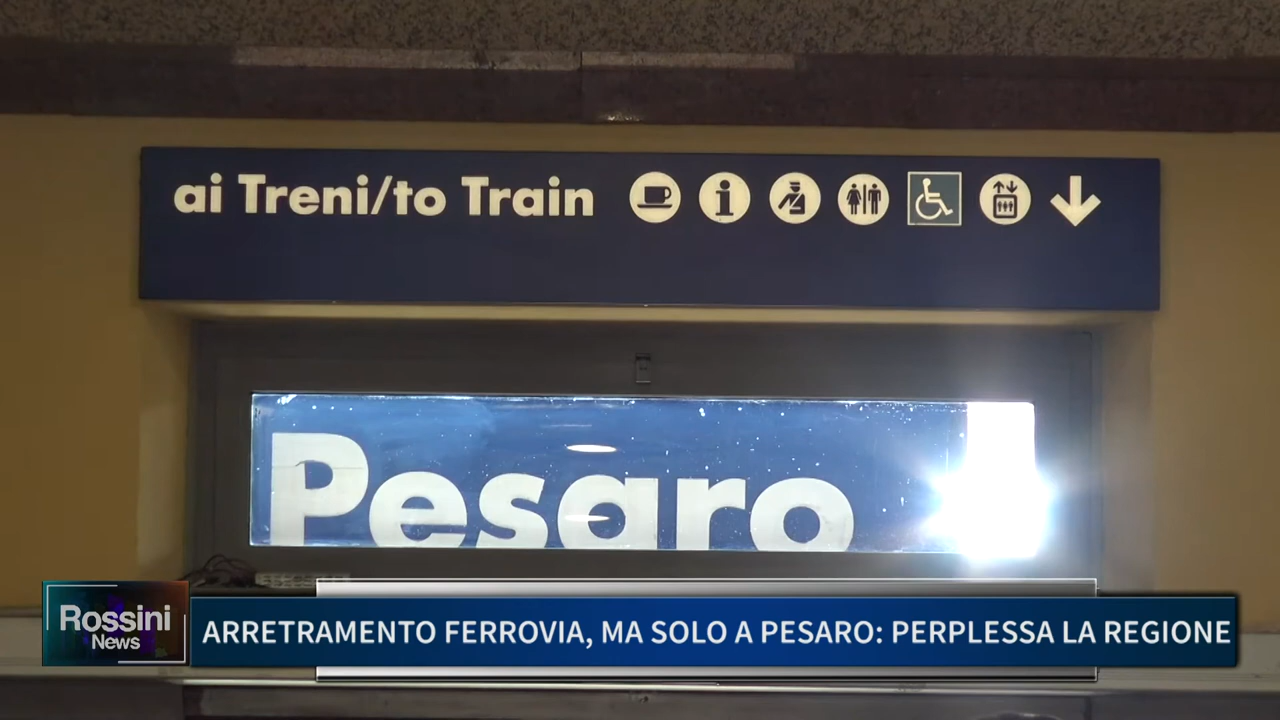 ai Treni/to Train
Pesaro
Rossini
News
ARRETRAMENTO FERROVIA, MA SOLO A PESARO: PERPLESSA LA REGIONE